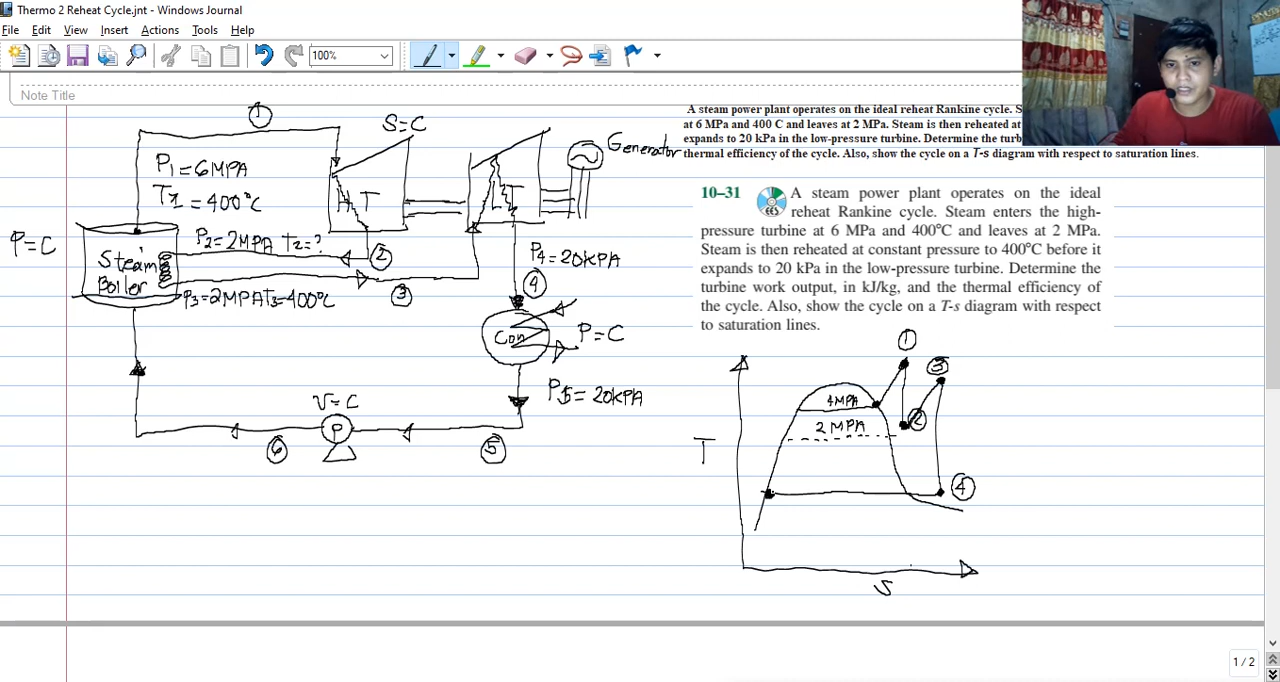 Thermo 2 Reheat Cycle.jnt - Windows Journal
File Edit View Insert Actions Tools Help
100%
Note Title
A steam power plant operates on the ideal reheat Rankine cycle. S
at 6 MPa and 400 C and leaves at 2 MPa. Steam is then reheated at
expands to 20 kPa in the low-pressure turbine. Determine the turb
thermal efficiency of the cycle. Also, show the cycle on a T-s diagram with respect to saturation lines.
10–31 A steam power plant operates on the ideal
reheat Rankine cycle. Steam enters the high-
pressure turbine at 6 MPa and 400°C and leaves at 2 MPa.
Steam is then reheated at constant pressure to 400°C before it
expands to 20 kPa in the low-pressure turbine. Determine the
turbine work output, in kJ/kg, and the thermal efficiency of
the cycle. Also, show the cycle on a T-s diagram with respect
to saturation lines.
EES
1
S=C
Generator
P1=6MPA
T1=400°C
HT
LT
P=C
P2=2MPA T2=?
2
Steam
Boiler
P3=2MPA T3=400°C
3
P4=20KPA
4
Con
P=C
P5=20KPA
V=C
P
6
5
1
3
4MPA
2MPA
2
T
4
S
1/2